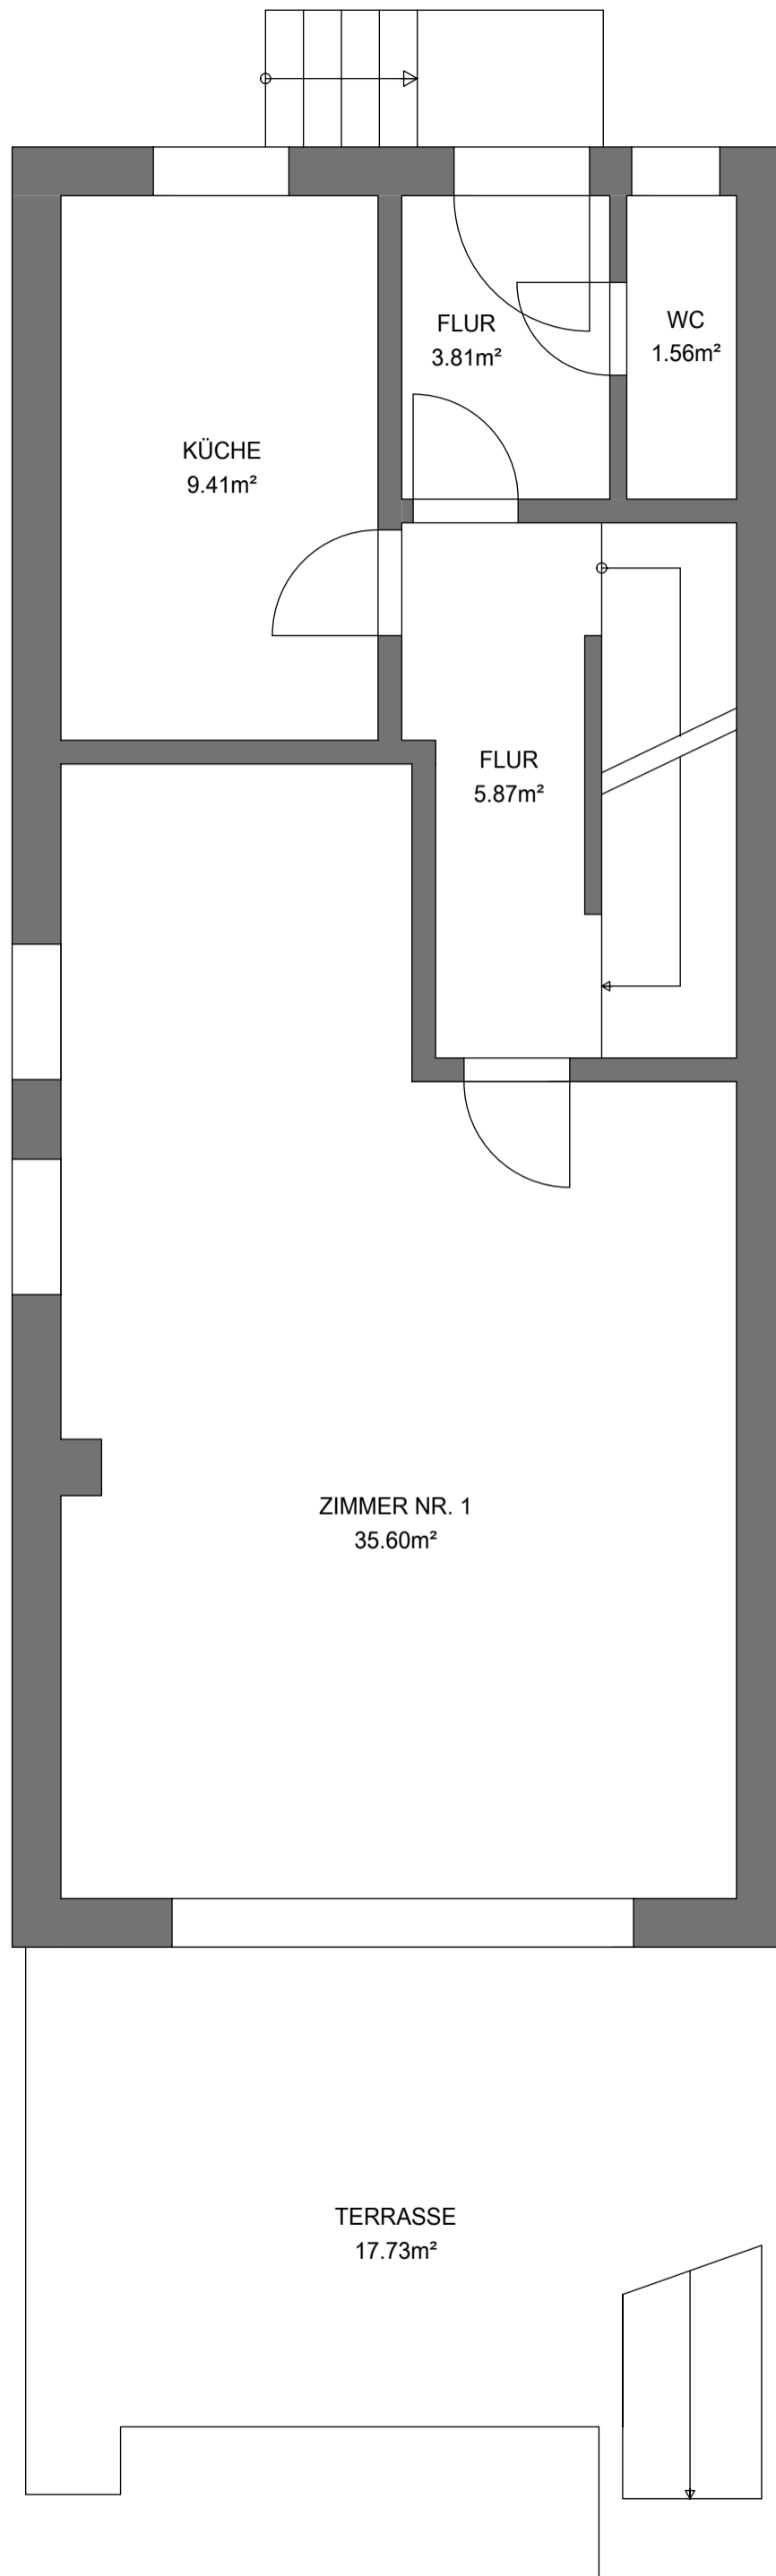 FLUR
3.81m²
WC
1.56m²
KÜCHE
9.41m²
FLUR
5.87m²
ZIMMER NR. 1
35.60m²
TERRASSE
17.73m²